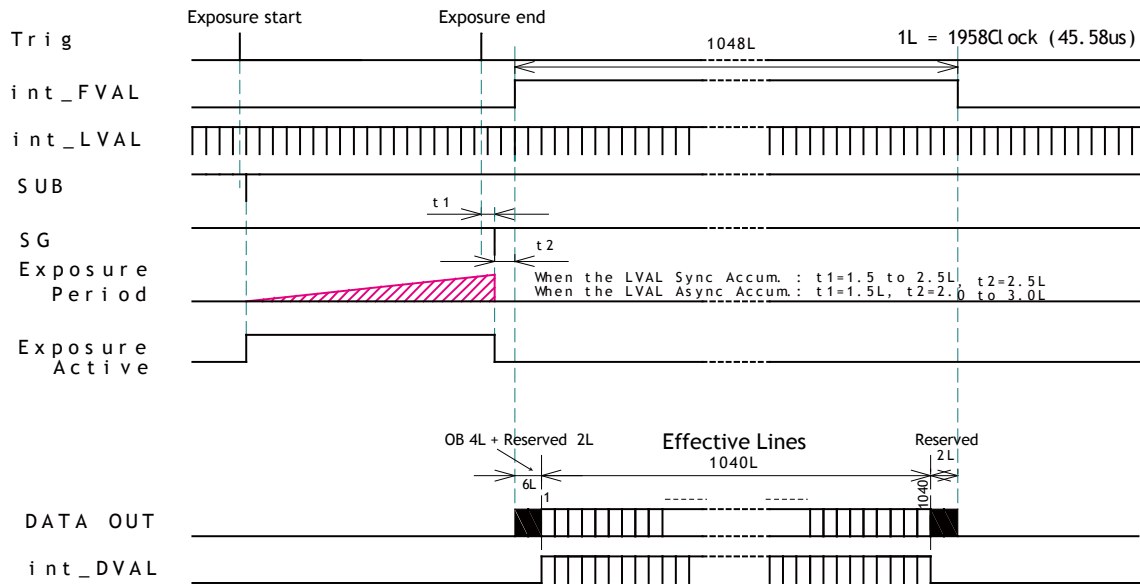 Exposure start
Exposure end
Trig
1L = 1958Clock (45.58us)
1048L
int_FVAL
int_LVAL
SUB
t1
SG
t2
Exposure Period
When the LVAL Sync Accum. : t1=1.5 to 2.5L, t2=2.5L
When the LVAL Async Accum.: t1=1.5L, t2=2.0 to 3.0L
Exposure Active
OB 4L + Reserved 2L
Effective Lines
Reserved
1040L
2L
6L
1
1040
DATA OUT
int_DVAL